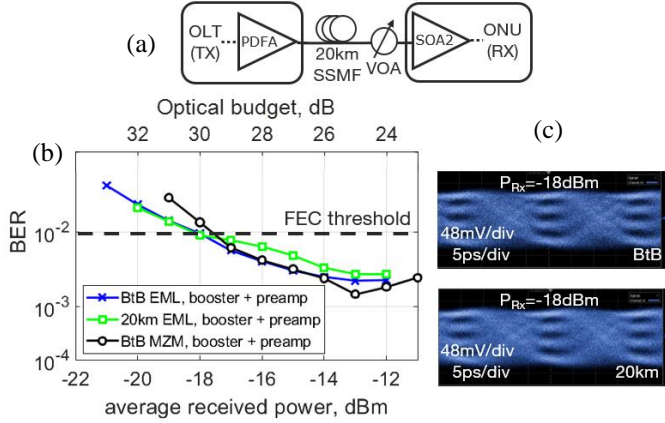 (a)
OLT
(TX)
PDFA
20km
SSMF
VOA
SOA2
ONU
(RX)
Optical budget, dB
32 30 28 26 24
(b)
BER
10-2
10-3
10-4
FEC threshold
BtB EML, booster + preamp
20km EML, booster + preamp
BtB MZM, booster + preamp
-22 -20 -18 -16 -14 -12
average received power, dBm
(c)
PRx=-18dBm
48mV/div
5ps/div
BtB
PRx=-18dBm
48mV/div
5ps/div
20km